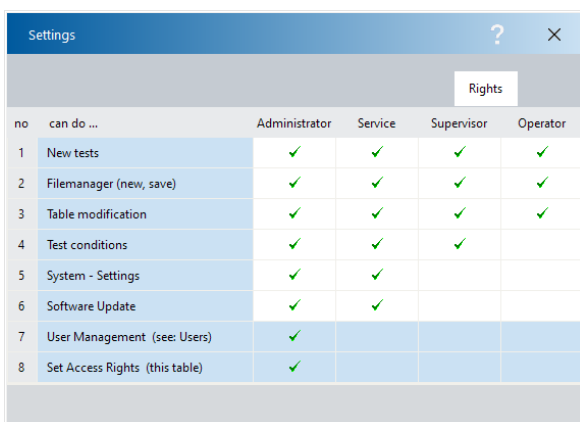 Settings ? ×
Rights
no can do ... Administrator Service Supervisor Operator
1 New tests ✓ ✓ ✓ ✓
2 Filemanager (new, save) ✓ ✓ ✓ ✓
3 Table modification ✓ ✓ ✓ ✓
4 Test conditions ✓ ✓ ✓
5 System - Settings ✓ ✓
6 Software Update ✓ ✓
7 User Management (see: Users) ✓
8 Set Access Rights (this table) ✓